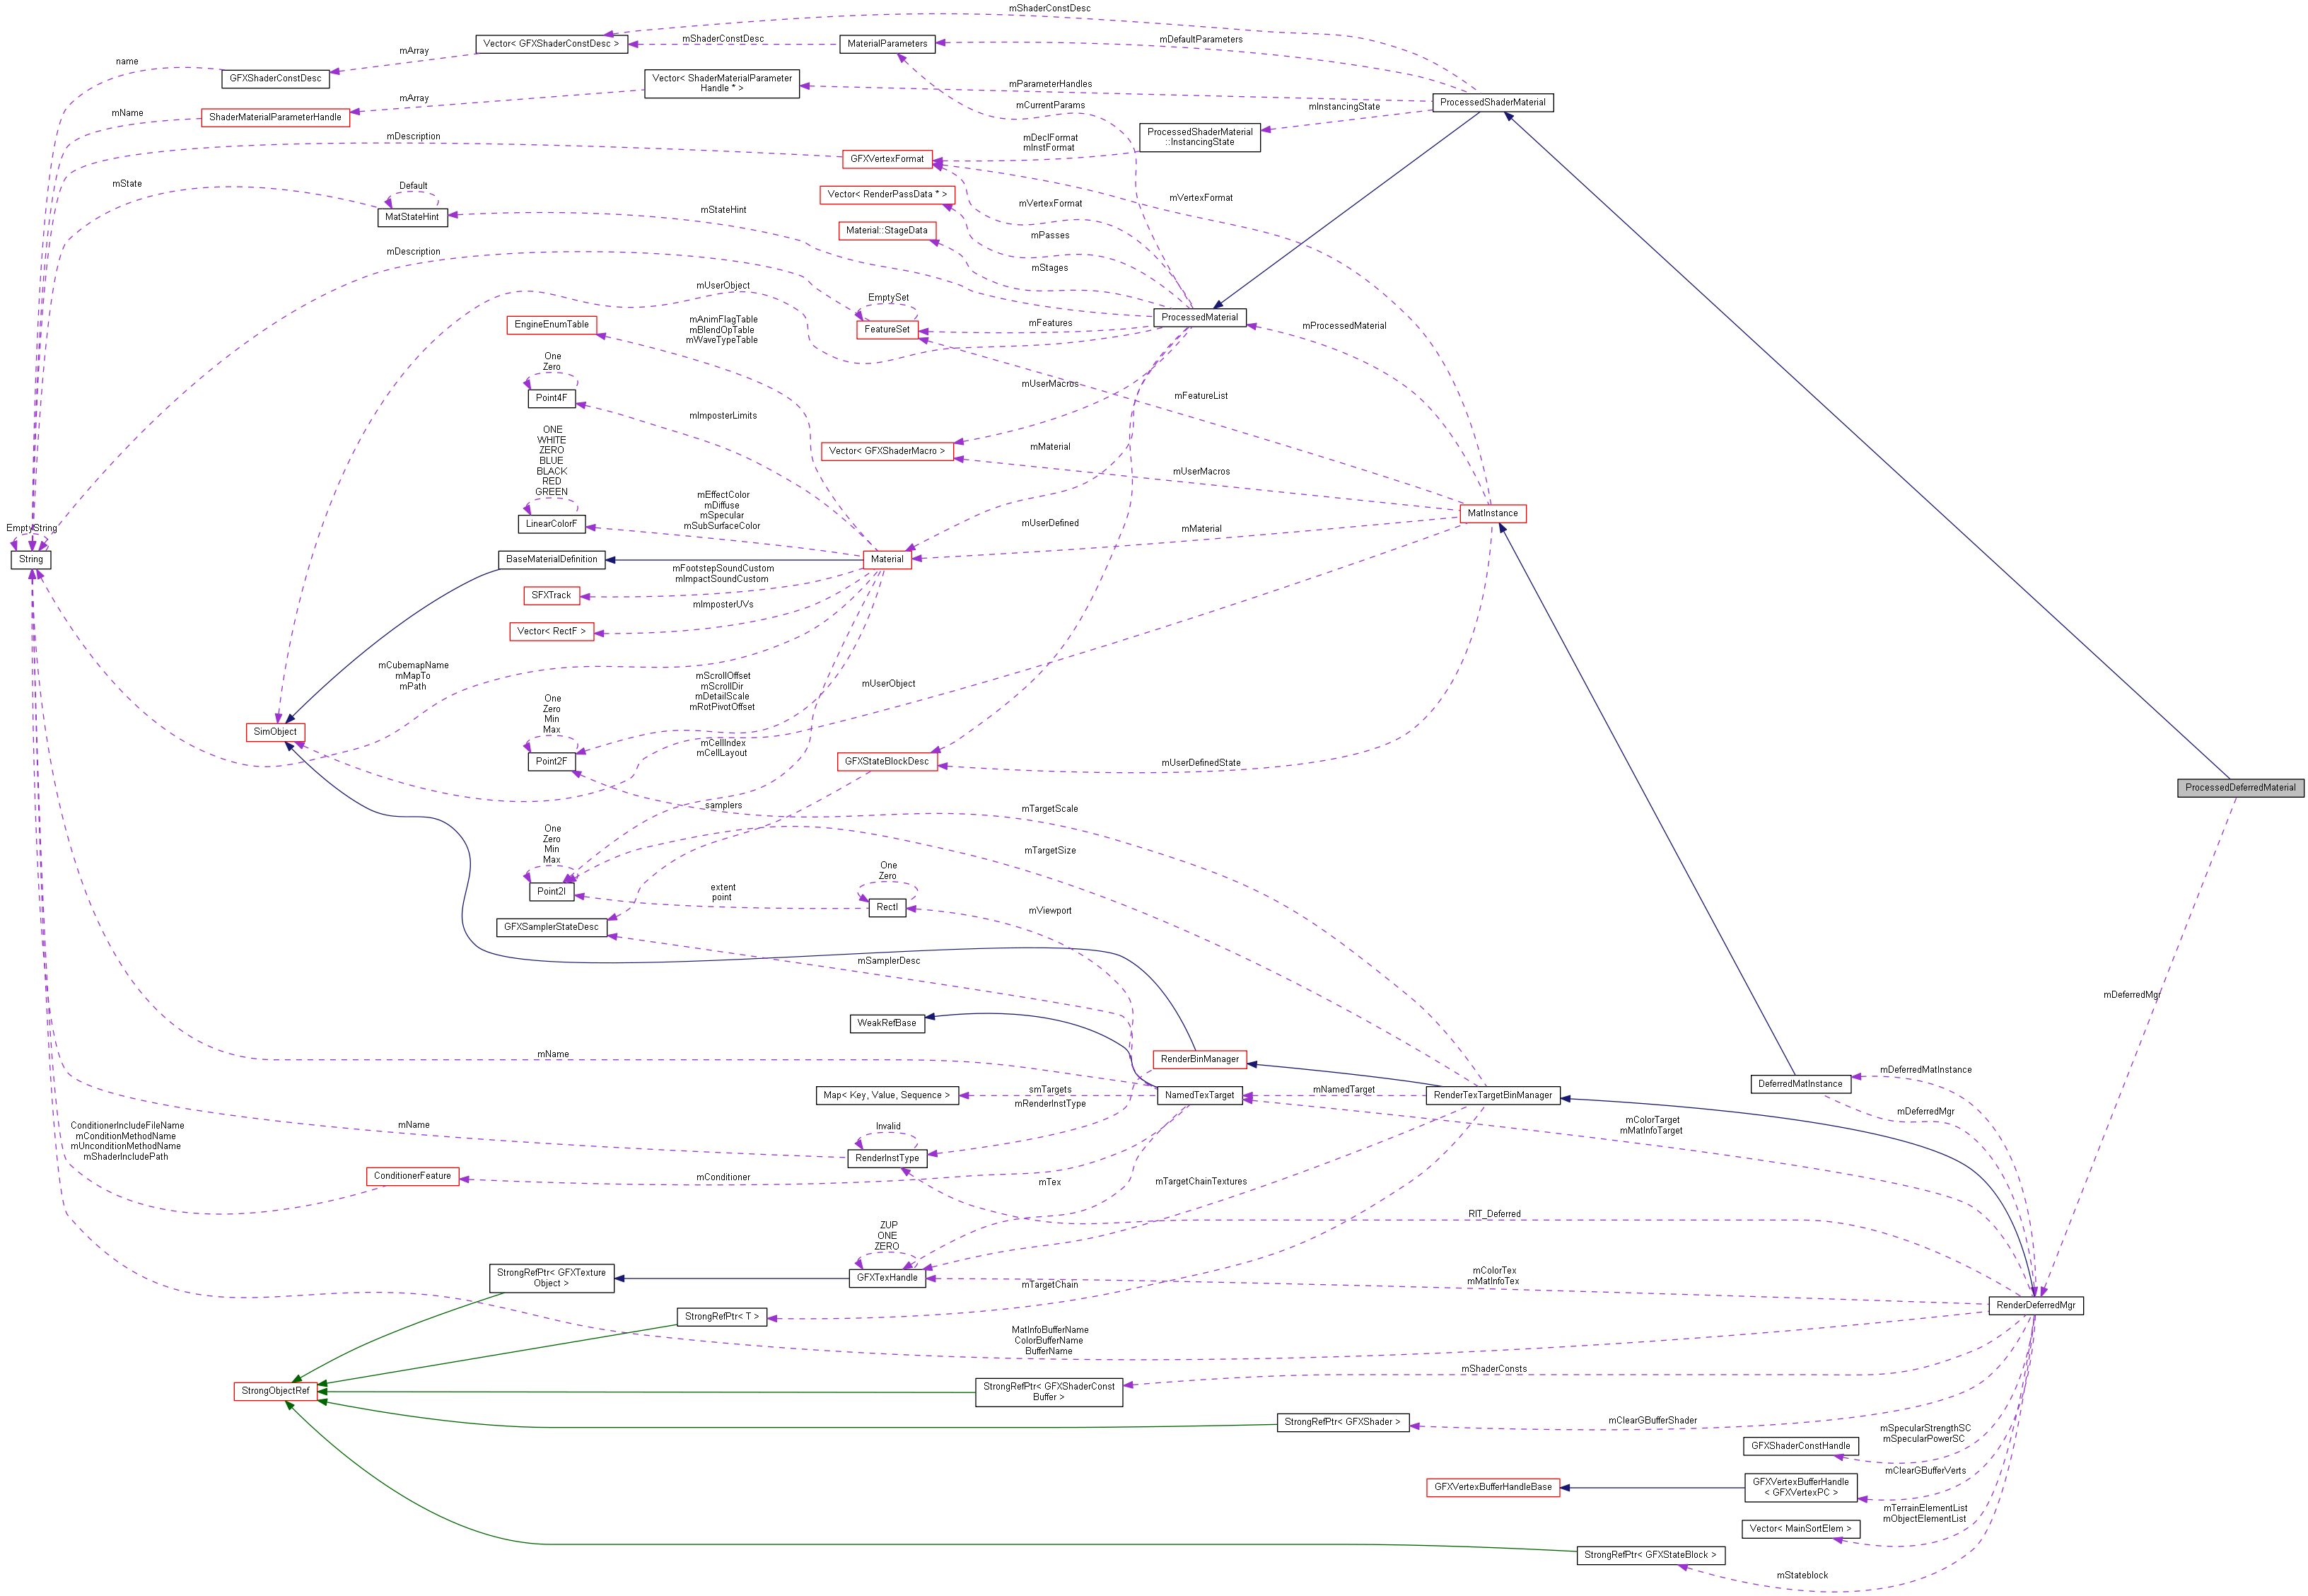 mShaderConstDesc
name
mArray
Vector< GFXShaderConstDesc >
mShaderConstDesc
MaterialParameters
mDefaultParameters
GFXShaderConstDesc
Vector< ShaderMaterialParameter
Handle * >
mParameterHandles
mName
mArray
mCurrentParams
mInstancingState
ProcessedShaderMaterial
ShaderMaterialParameterHandle
mDescription
mDeclFormat
mInstFormat
ProcessedShaderMaterial
::InstancingState
GFXVertexFormat
mState
Default
MatStateHint
mStateHint
Vector< RenderPassData * >
mVertexFormat
mVertexFormat
Material::StageData
mPasses
mDescription
mStages
mUserObject
EmptySet
FeatureSet
mFeatures
ProcessedMaterial
mProcessedMaterial
EngineEnumTable
mAnimFlagTable
mBlendOpTable
mWaveTypeTable
One
Zero
Point4F
mImposterLimits
mUserMacros
mFeatureList
ONE
WHITE
ZERO
BLUE
BLACK
RED
GREEN
LinearColorF
Vector< GFXShaderMacro >
mMaterial
mUserMacros
mEffectColor
mDiffuse
mSpecular
mSubSurfaceColor
mUserDefined
mMaterial
MatInstance
EmptyString
String
BaseMaterialDefinition
Material
mFootstepSoundCustom
mImpactSoundCustom
SFXTrack
mImposterUVs
Vector< RectF >
mCubemapName
mMapTo
mPath
mScrollOffset
mScrollDir
mDetailScale
mRotPivotOffset
mUserObject
SimObject
One
Zero
Min
Max
Point2F
mCellIndex
mCellLayout
GFXStateBlockDesc
mUserDefinedState
ProcessedDeferredMaterial
samplers
mTargetScale
One
Zero
Min
Max
Point2I
mTargetSize
extent
point
One
Zero
RectI
mViewport
GFXSamplerStateDesc
mSamplerDesc
mDeferredMgr
WeakRefBase
mName
RenderBinManager
mDeferredMatInstance
DeferredMatInstance
Map< Key, Value, Sequence >
smTargets
mRenderInstType
NamedTexTarget
mNamedTarget
RenderTexTargetBinManager
mDeferredMgr
ConditionerIncludeFileName
mConditionMethodName
mUnconditionMethodName
mShaderIncludePath
mName
Invalid
RenderInstType
mColorTarget
mMatInfoTarget
ConditionerFeature
mConditioner
mTex
mTargetChainTextures
RIT_Deferred
ZUP
ONE
ZERO
GFXTexHandle
StrongRefPtr< GFXTexture
Object >
mTargetChain
mColorTex
mMatInfoTex
RenderDeferredMgr
StrongRefPtr< T >
MatInfoBufferName
ColorBufferName
BufferName
mShaderConsts
StrongObjectRef
StrongRefPtr< GFXShaderConst
Buffer >
StrongRefPtr< GFXShader >
mClearGBufferShader
mSpecularStrengthSC
mSpecularPowerSC
GFXShaderConstHandle
mClearGBufferVerts
GFXVertexBufferHandleBase
GFXVertexBufferHandle
< GFXVertexPC >
mTerrainElementList
mObjectElementList
Vector< MainSortElem >
StrongRefPtr< GFXStateBlock >
mStateblock